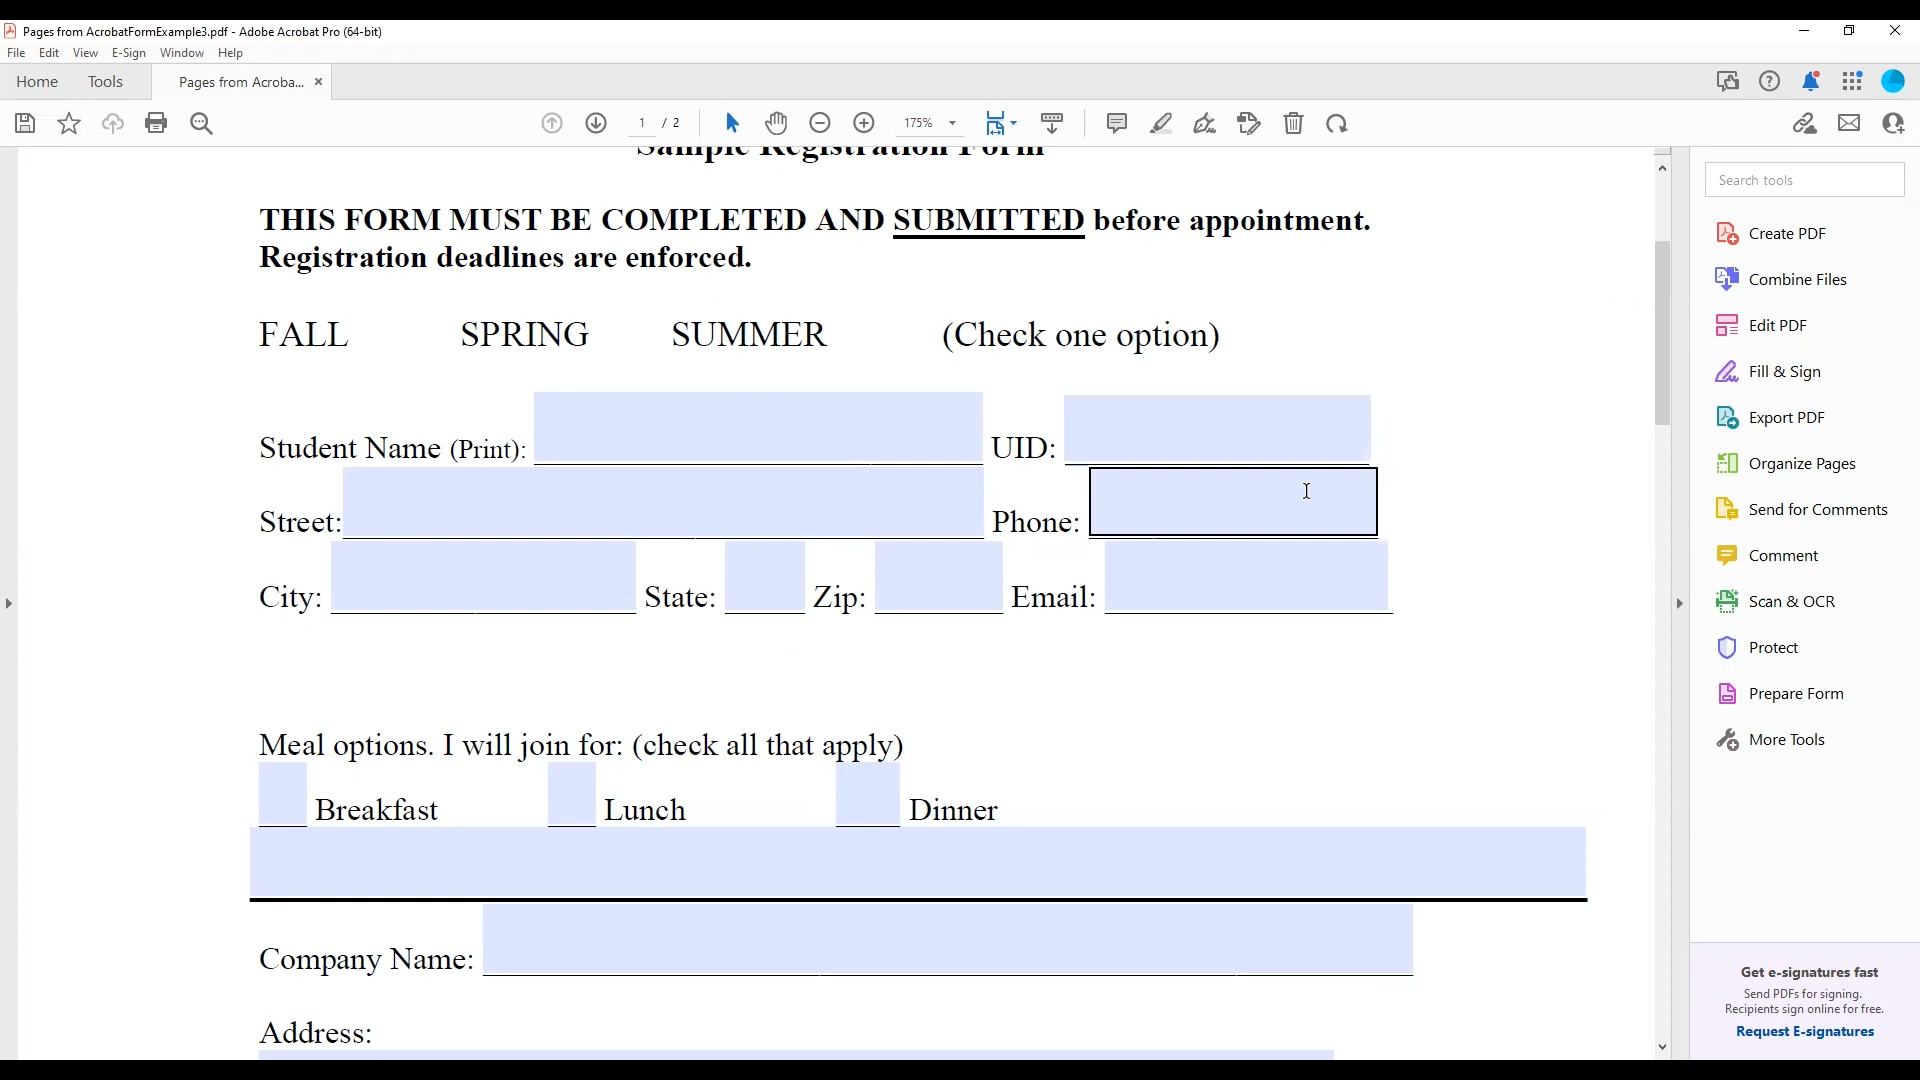 Pages from AcrobatFormExample3.pdf - Adobe Acrobat Pro (64-bit)
File Edit View E-Sign Window Help
Home Tools Pages from Acroba... ×
1 / 2 175%
Sample Registration Form
THIS FORM MUST BE COMPLETED AND SUBMITTED before appointment.
Registration deadlines are enforced.
FALL SPRING SUMMER (Check one option)
Student Name (Print): UID:
Street: Phone:
City: State: Zip: Email:
Meal options. I will join for: (check all that apply)
Breakfast Lunch Dinner
Company Name:
Address:
Search tools
Create PDF
Combine Files
Edit PDF
Fill & Sign
Export PDF
Organize Pages
Send for Comments
Comment
Scan & OCR
Protect
Prepare Form
More Tools
Get e-signatures fast
Send PDFs for signing.
Recipients sign online for free.
Request E-signatures